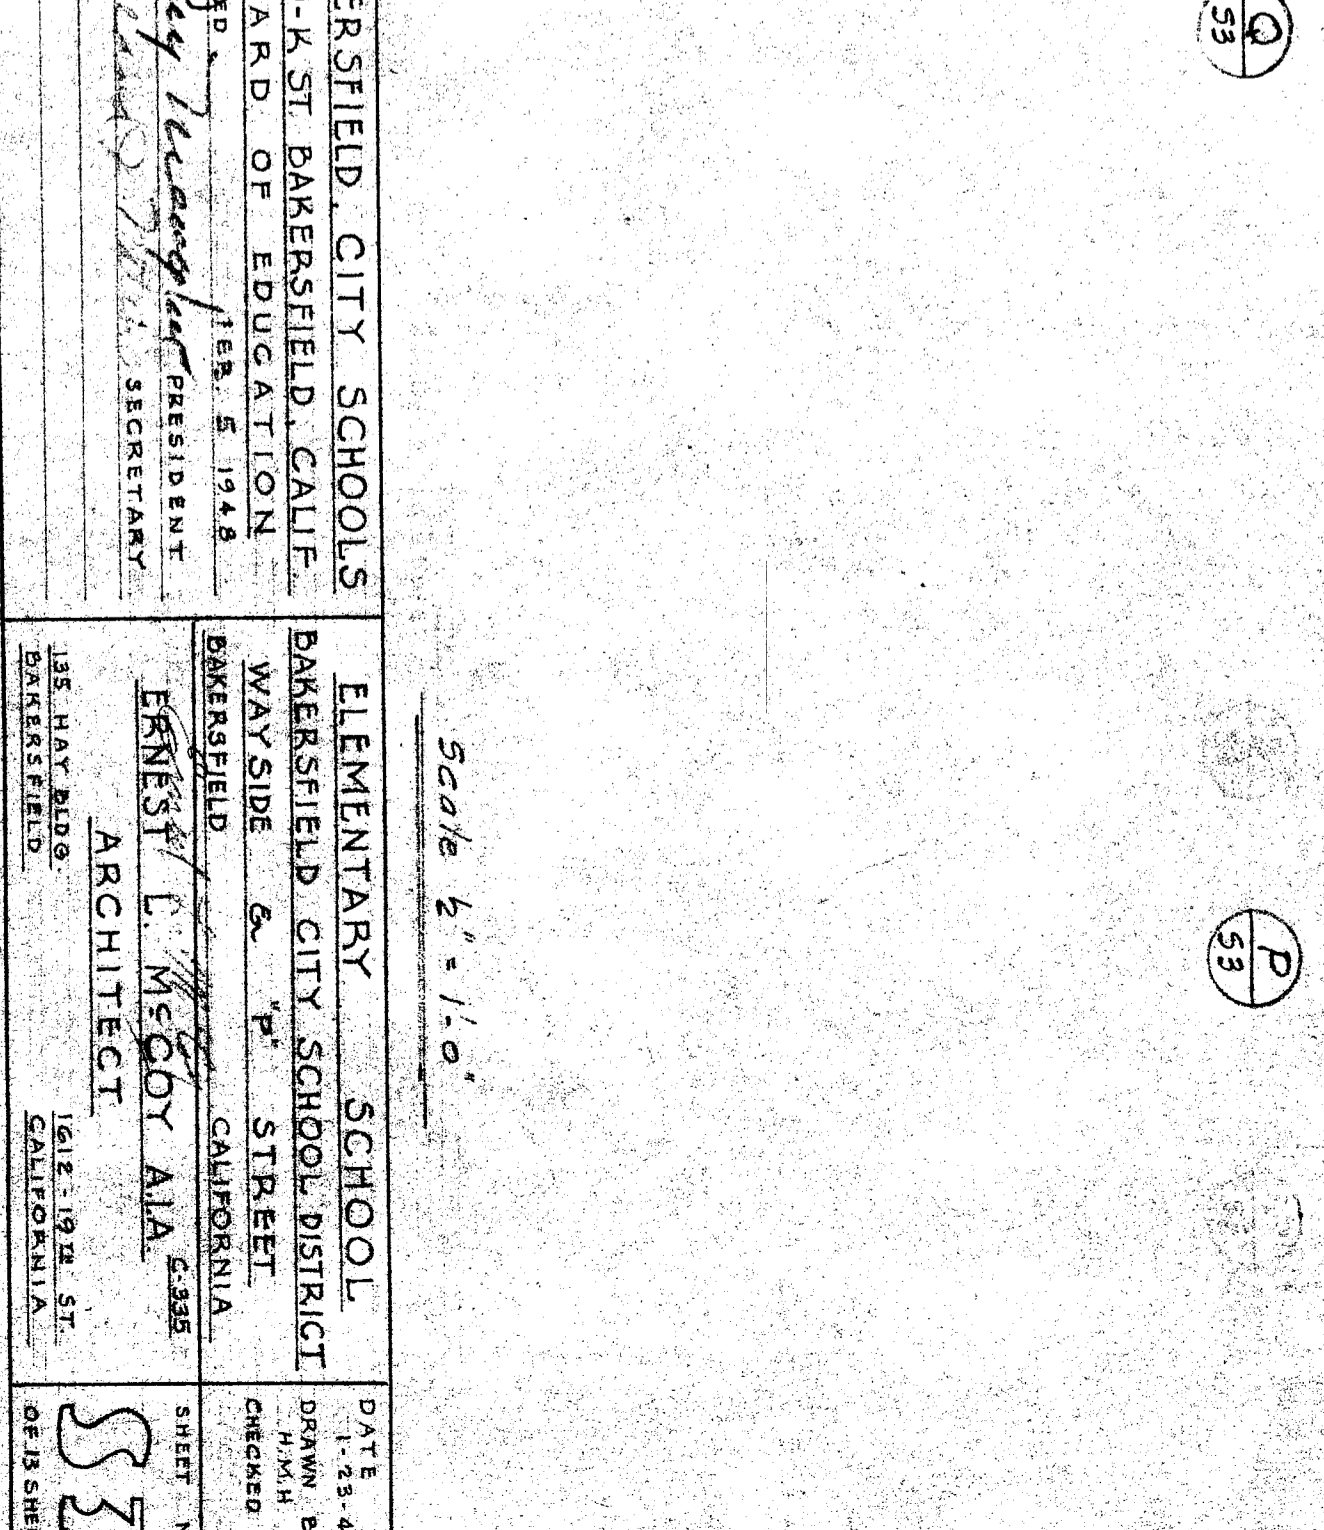 Q
53
P
53
Scale ½" = 1'-0"
ERSFIELD, CITY SCHOOLS
-K ST. BAKERSFIELD, CALIF.
ARD OF EDUCATION
ED FEB. 5 1948
PRESIDENT
SECRETARY
ELEMENTARY SCHOOL
BAKERSFIELD CITY SCHOOL DISTRICT
WAYSIDE "P" STREET
BAKERSFIELD CALIFORNIA
ERNEST L. McCOY A.I.A. C-335
ARCHITECT
135 HAY BLDG. 1612-19TH ST.
BAKERSFIELD CALIFORNIA
DATE
1-23-4
DRAWN B
H.M.H
CHECKED
SHEET N
S3
OF 13 SHE